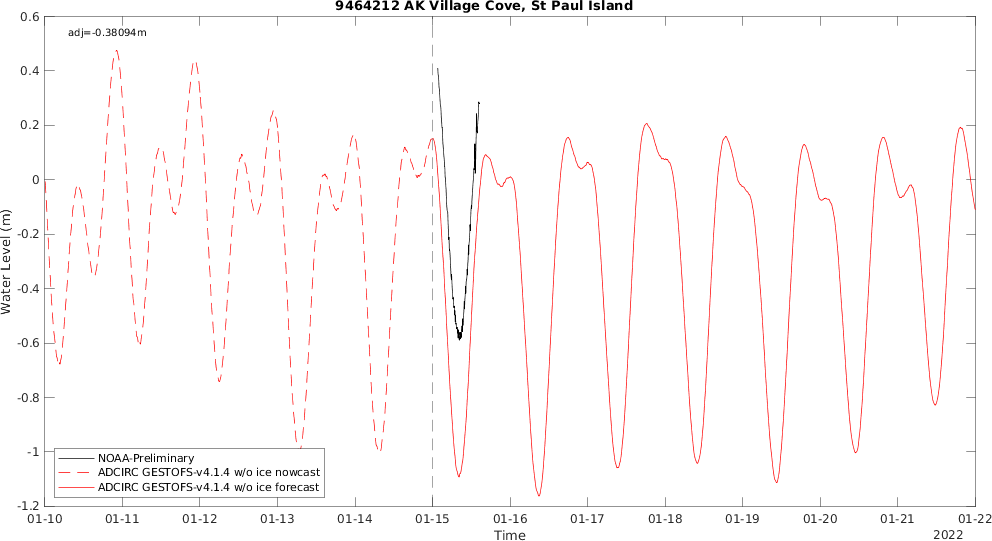 9464212 AK Village Cove, St Paul Island
adj=-0.38094m
0.6
0.4
0.2
0
-0.2
-0.4
-0.6
-0.8
-1
-1.2
Water Level (m)
NOAA-Preliminary
ADCIRC GESTOFS-v4.1.4 w/o ice nowcast
ADCIRC GESTOFS-v4.1.4 w/o ice forecast
01-10 01-11 01-12 01-13 01-14 01-15 01-16 01-17 01-18 01-19 01-20 01-21 01-22
Time
2022